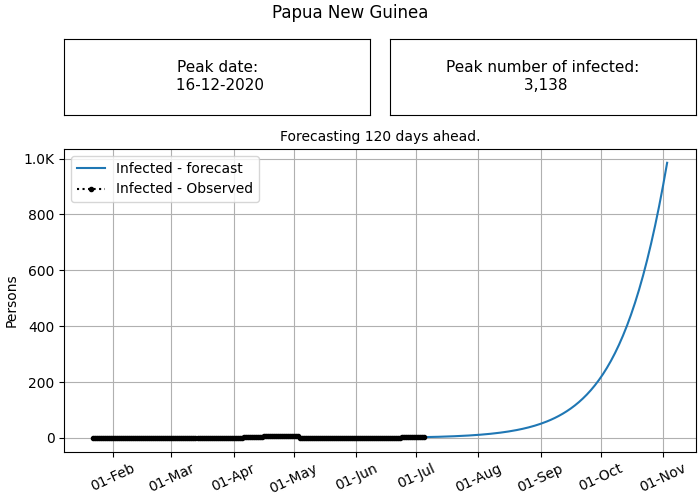 Papua New Guinea
Peak date:
16-12-2020
Peak number of infected:
3,138
Forecasting 120 days ahead.
Infected - forecast
Infected - Observed
Persons
1.0K
800
600
400
200
0
01-Feb
01-Mar
01-Apr
01-May
01-Jun
01-Jul
01-Aug
01-Sep
01-Oct
01-Nov